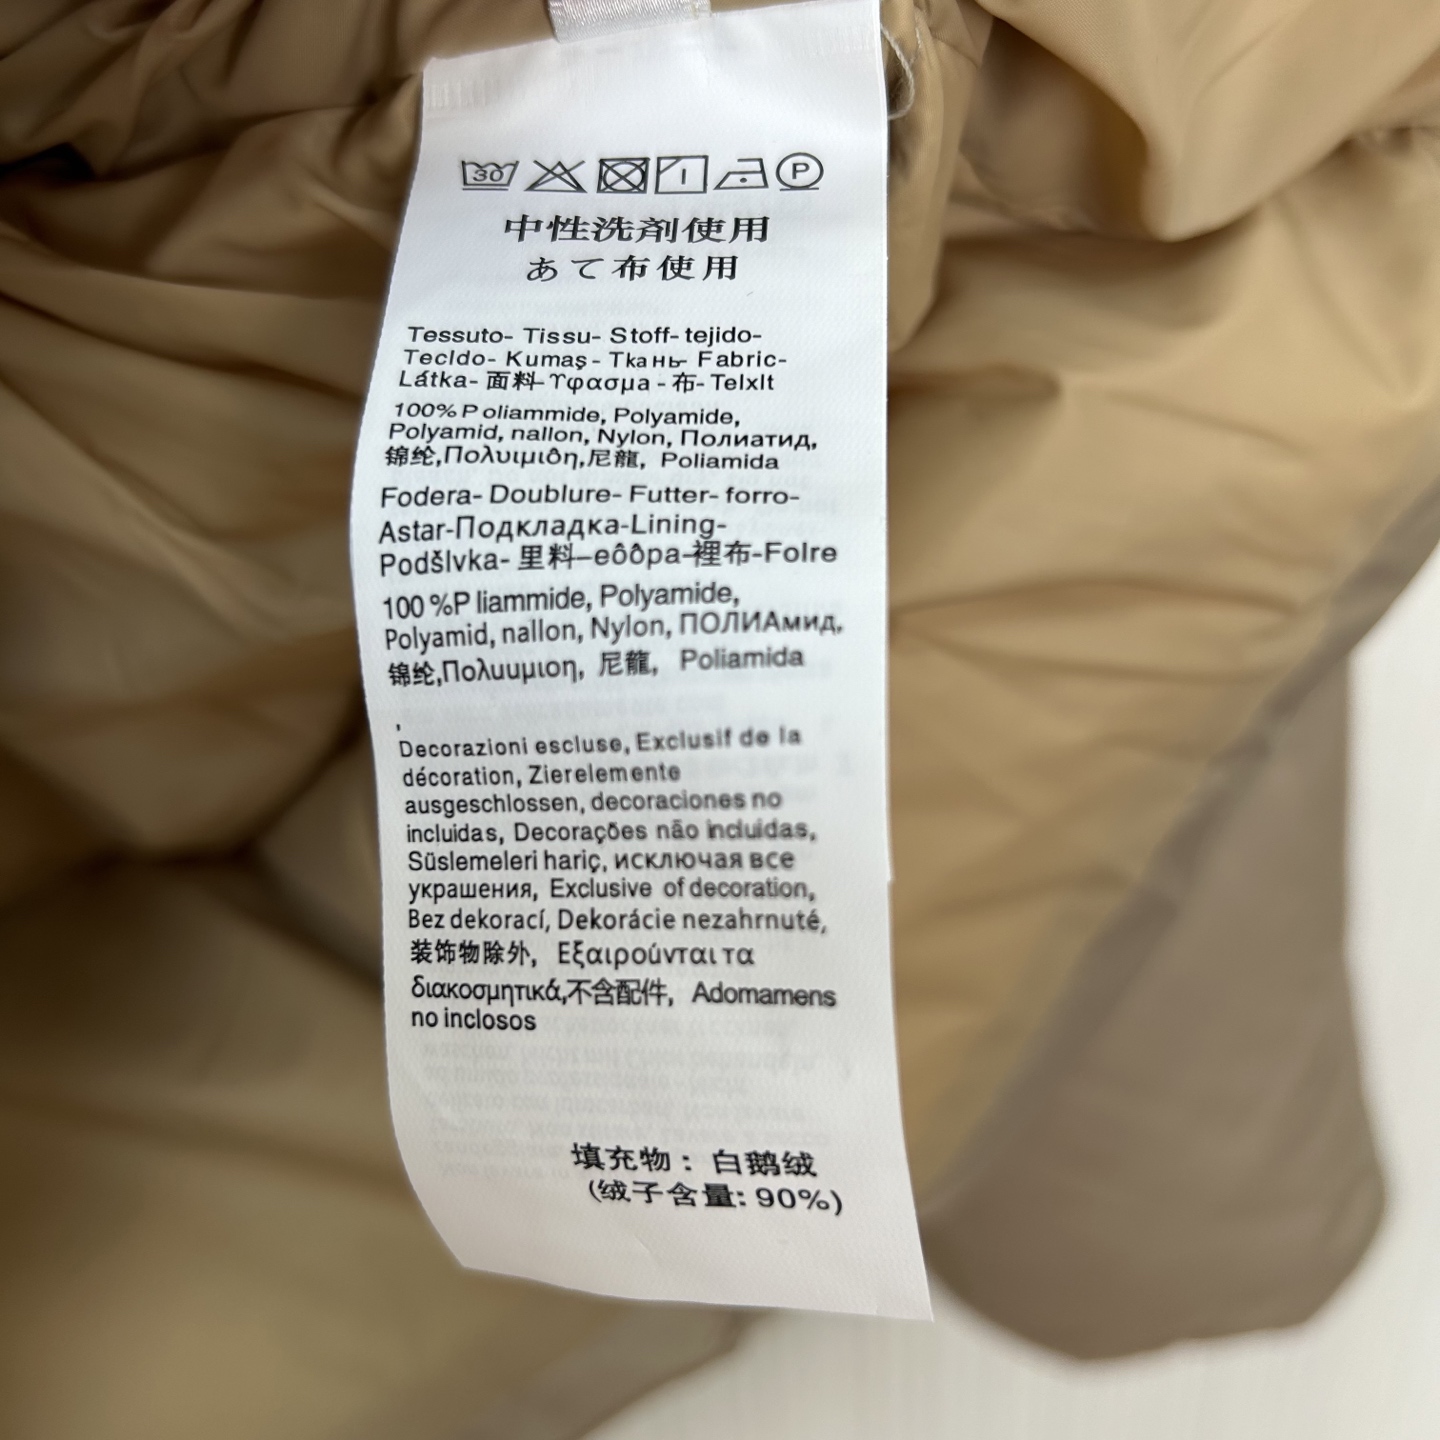 30 P
中性洗剤使用
あて布使用
Tessuto- Tissu- Stoff- tejido-
Tecldo- Kumaş- Ткань- Fabric-
Látka- 面料- ϒφασμα - 布- Telxlt
100% Poliammide, Polyamide,
Polyamid, nallon, Nylon, Полиатид,
锦纶,Πολυιμιδη,尼龍, Poliamida
Fodera- Doublure- Futter- forro-
Astar-Подкладка-Lining-
Podšlvka- 里料–eôôpa-裡布-Folre
100 %P liammide, Polyamide,
Polyamid, nallon, Nylon, ПОЛИАмид,
锦纶,Πολυυμιοη, 尼龍, Poliamida
,
Decorazioni escluse, Exclusif de la
décoration, Zierelemente
ausgeschlossen, decoraciones no
incluidas, Decorações não incluidas,
Süslemeleri hariç, исключая все
украшения, Exclusive of decoration,
Bez dekorací, Dekorácie nezahrnuté,
装饰物除外, Εξαιρούνται τα
διακοσμητικά,不含配件, Adomamens
no inclosos
填充物：白鹅绒
(绒子含量: 90%)